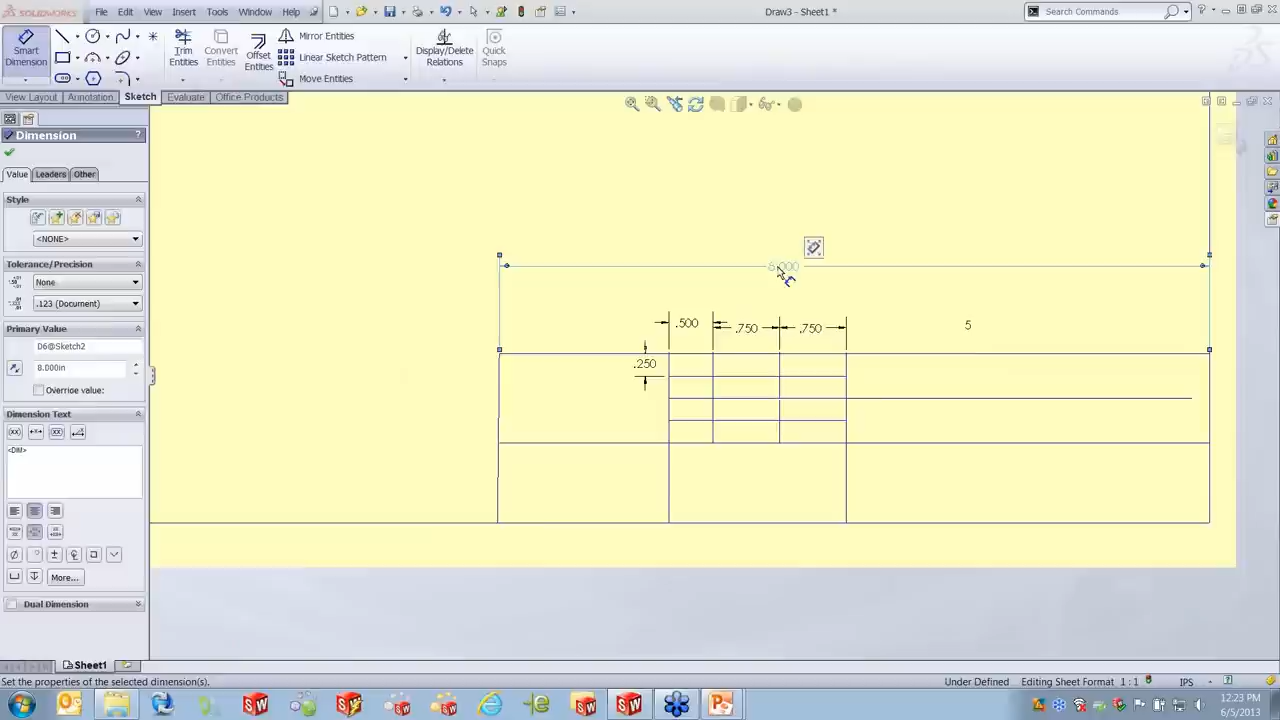 SOLIDWORKS File Edit View Insert Tools Window Help Draw3 - Sheet1 * Search Commands
Smart Dimension
Trim Entities
Convert Entities
Offset Entities
Mirror Entities
Linear Sketch Pattern
Move Entities
Display/Delete Relations
Quick Snaps
View Layout Annotation Sketch Evaluate Office Products
Dimension ?
Value Leaders Other
Style
<NONE>
Tolerance/Precision
None
.123 (Document)
Primary Value
D6@Sketch2
8.000in
Override value:
Dimension Text
<DIM>
More...
Dual Dimension
.500 .750 .750 5
.250
Sheet1
Set the properties of the selected dimension(s). Under Defined Editing Sheet Format 1 : 1 IPS
12:23 PM
6/5/2013